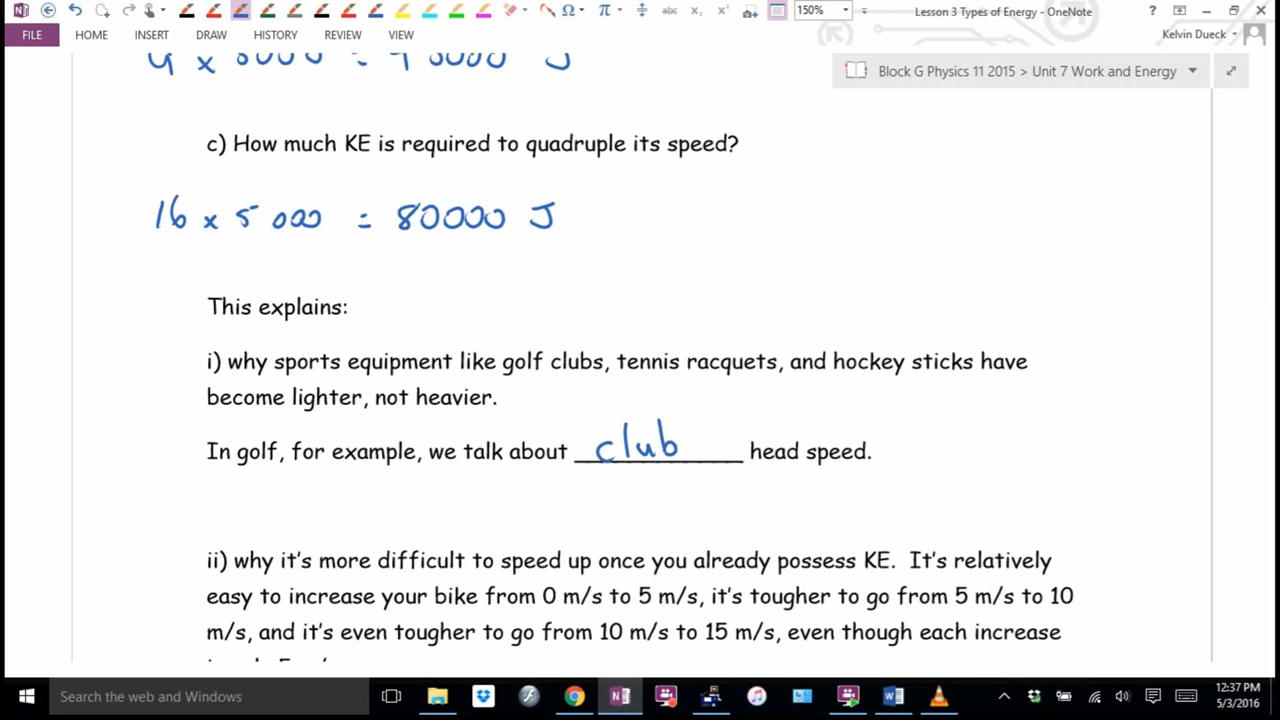 150%
Lesson 3 Types of Energy - OneNote
FILE HOME INSERT DRAW HISTORY REVIEW VIEW
Kelvin Dueck
Block G Physics 11 2015 > Unit 7 Work and Energy
c) How much KE is required to quadruple its speed?
16 x 5 000 = 80000 J
This explains:
i) why sports equipment like golf clubs, tennis racquets, and hockey sticks have
become lighter, not heavier.
In golf, for example, we talk about club head speed.
ii) why it's more difficult to speed up once you already possess KE. It's relatively
easy to increase your bike from 0 m/s to 5 m/s, it's tougher to go from 5 m/s to 10
m/s, and it's even tougher to go from 10 m/s to 15 m/s, even though each increase
Search the web and Windows
12:37 PM
5/3/2016